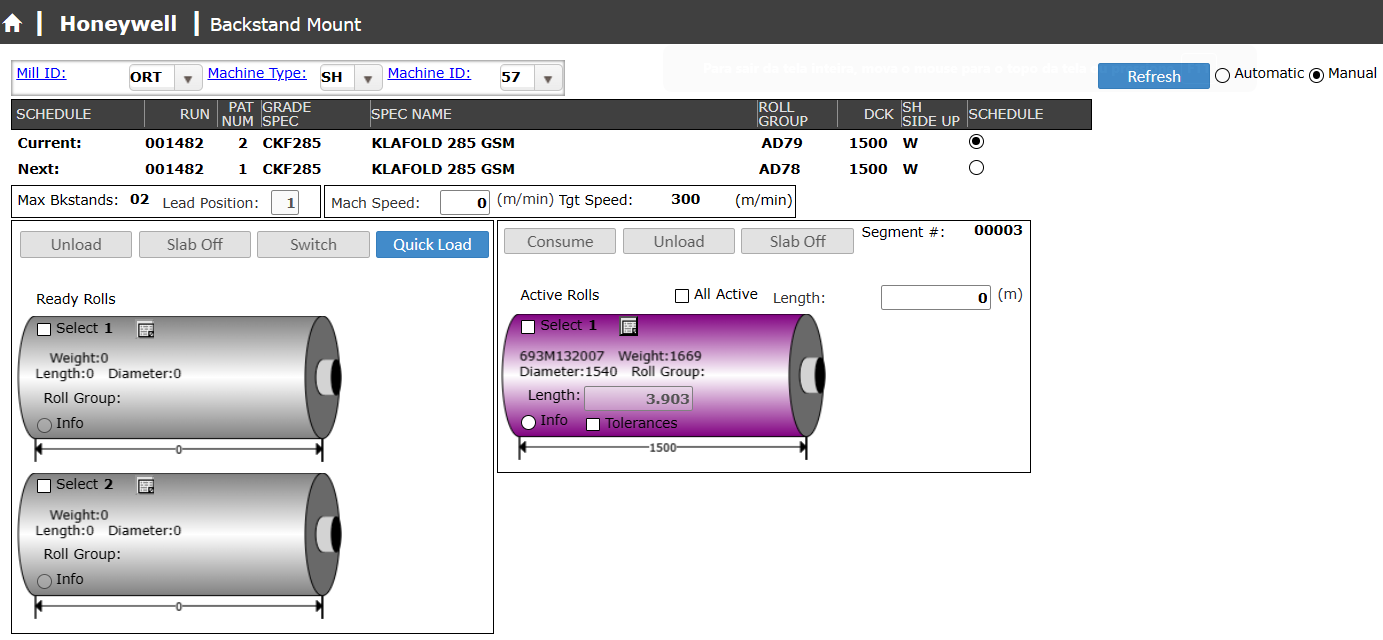 Honeywell Backstand Mount
Mill ID: ORT Machine Type: SH Machine ID: 57 Refresh Automatic Manual
SCHEDULE RUN PAT NUM GRADE SPEC SPEC NAME ROLL GROUP DCK SH SIDE UP SCHEDULE
Current: 001482 2 CKF285 KLAFOLD 285 GSM AD79 1500 W
Next: 001482 1 CKF285 KLAFOLD 285 GSM AD78 1500 W
Max Bkstands: 02 Lead Position: 1 Mach Speed: 0 (m/min) Tgt Speed: 300 (m/min)
Unload Slab Off Switch Quick Load
Ready Rolls
Select 1
Weight:0
Length:0 Diameter:0
Roll Group:
Info
0
Select 2
Weight:0
Length:0 Diameter:0
Roll Group:
Info
0
Consume Unload Slab Off Segment #: 00003
Active Rolls All Active Length: 0 (m)
Select 1
693M132007 Weight:1669
Diameter:1540 Roll Group:
Length: 3.903
Info Tolerances
1500